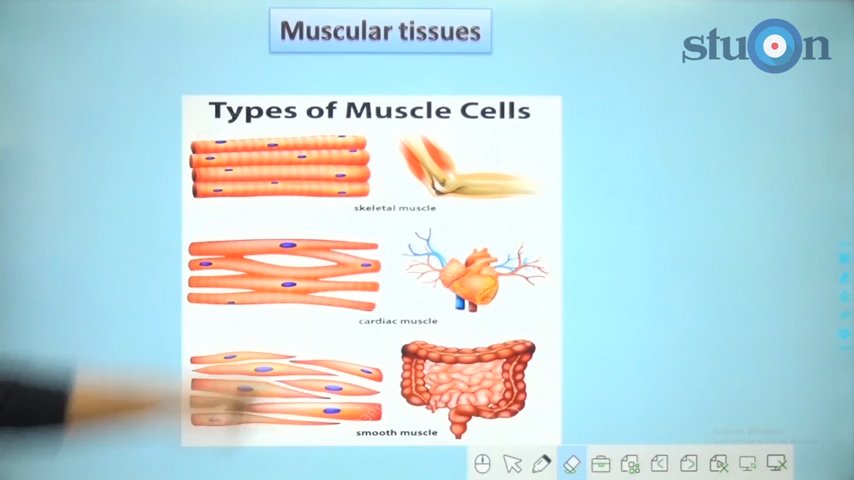 Muscular tissues
stuOn
Types of Muscle Cells
skeletal muscle
cardiac muscle
smooth muscle